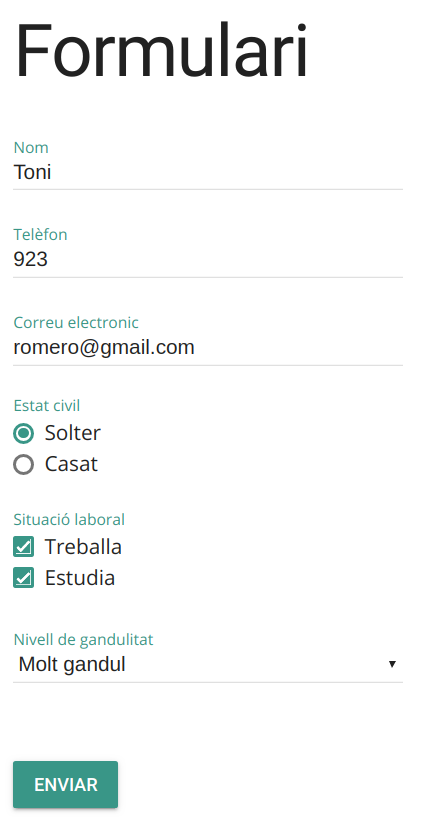 Formulari
Nom
Toni
Telèfon
923
Correu electronic
romero@gmail.com
Estat civil
Solter
Casat
Situació laboral
Treballa
Estudia
Nivell de gandulitat
Molt gandul
ENVIAR